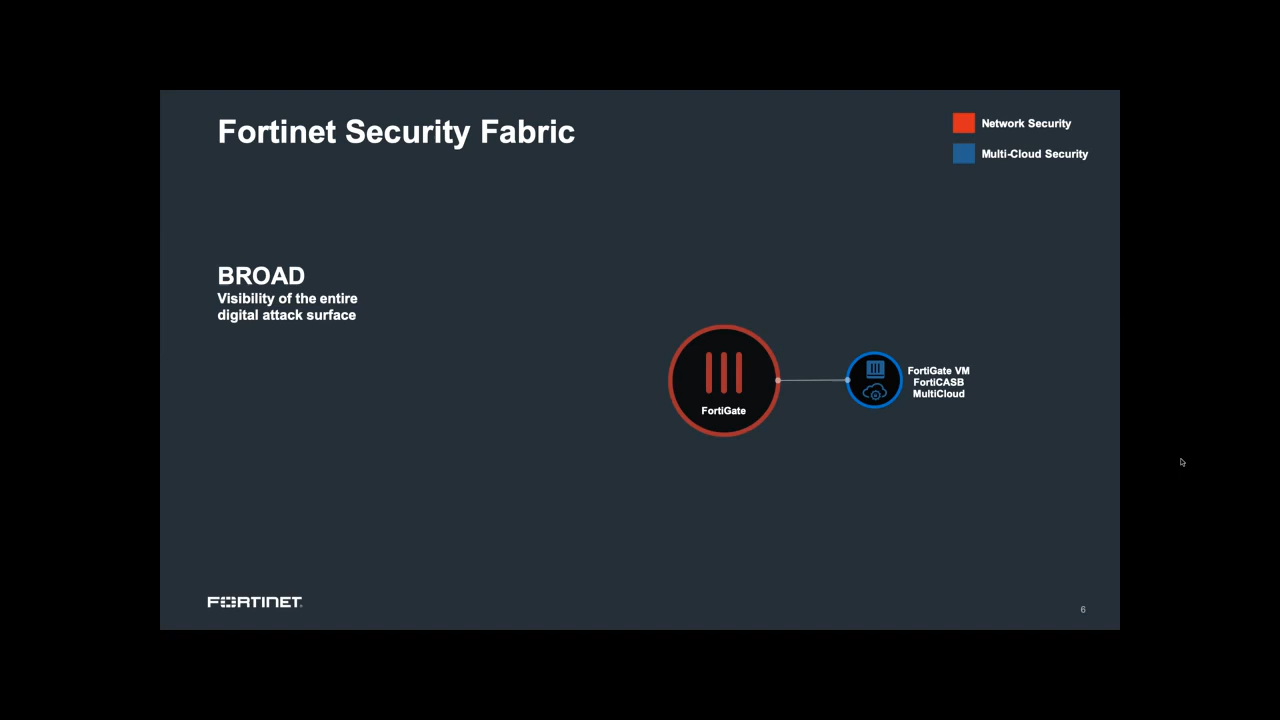 Fortinet Security Fabric
Network Security
Multi-Cloud Security
BROAD
Visibility of the entire
digital attack surface
FortiGate
FortiGate VM
FortiCASB
MultiCloud
FORTINET
6